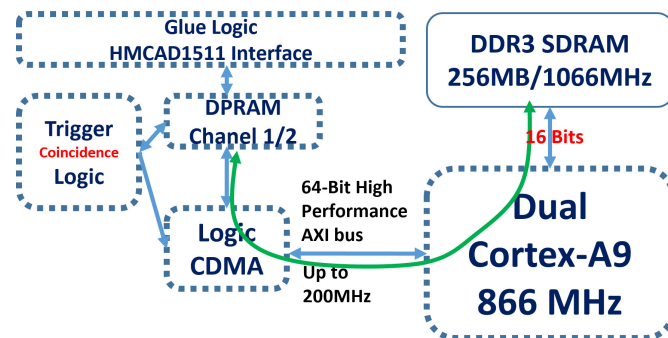 Glue Logic
HMCAD1511 Interface
DDR3 SDRAM
256MB/1066MHz
DPRAM
Chanel 1/2
Trigger
Coincidence
Logic
16 Bits
64-Bit High
Performance
AXI bus
Up to
200MHz
Logic
CDMA
Dual
Cortex-A9
866 MHz